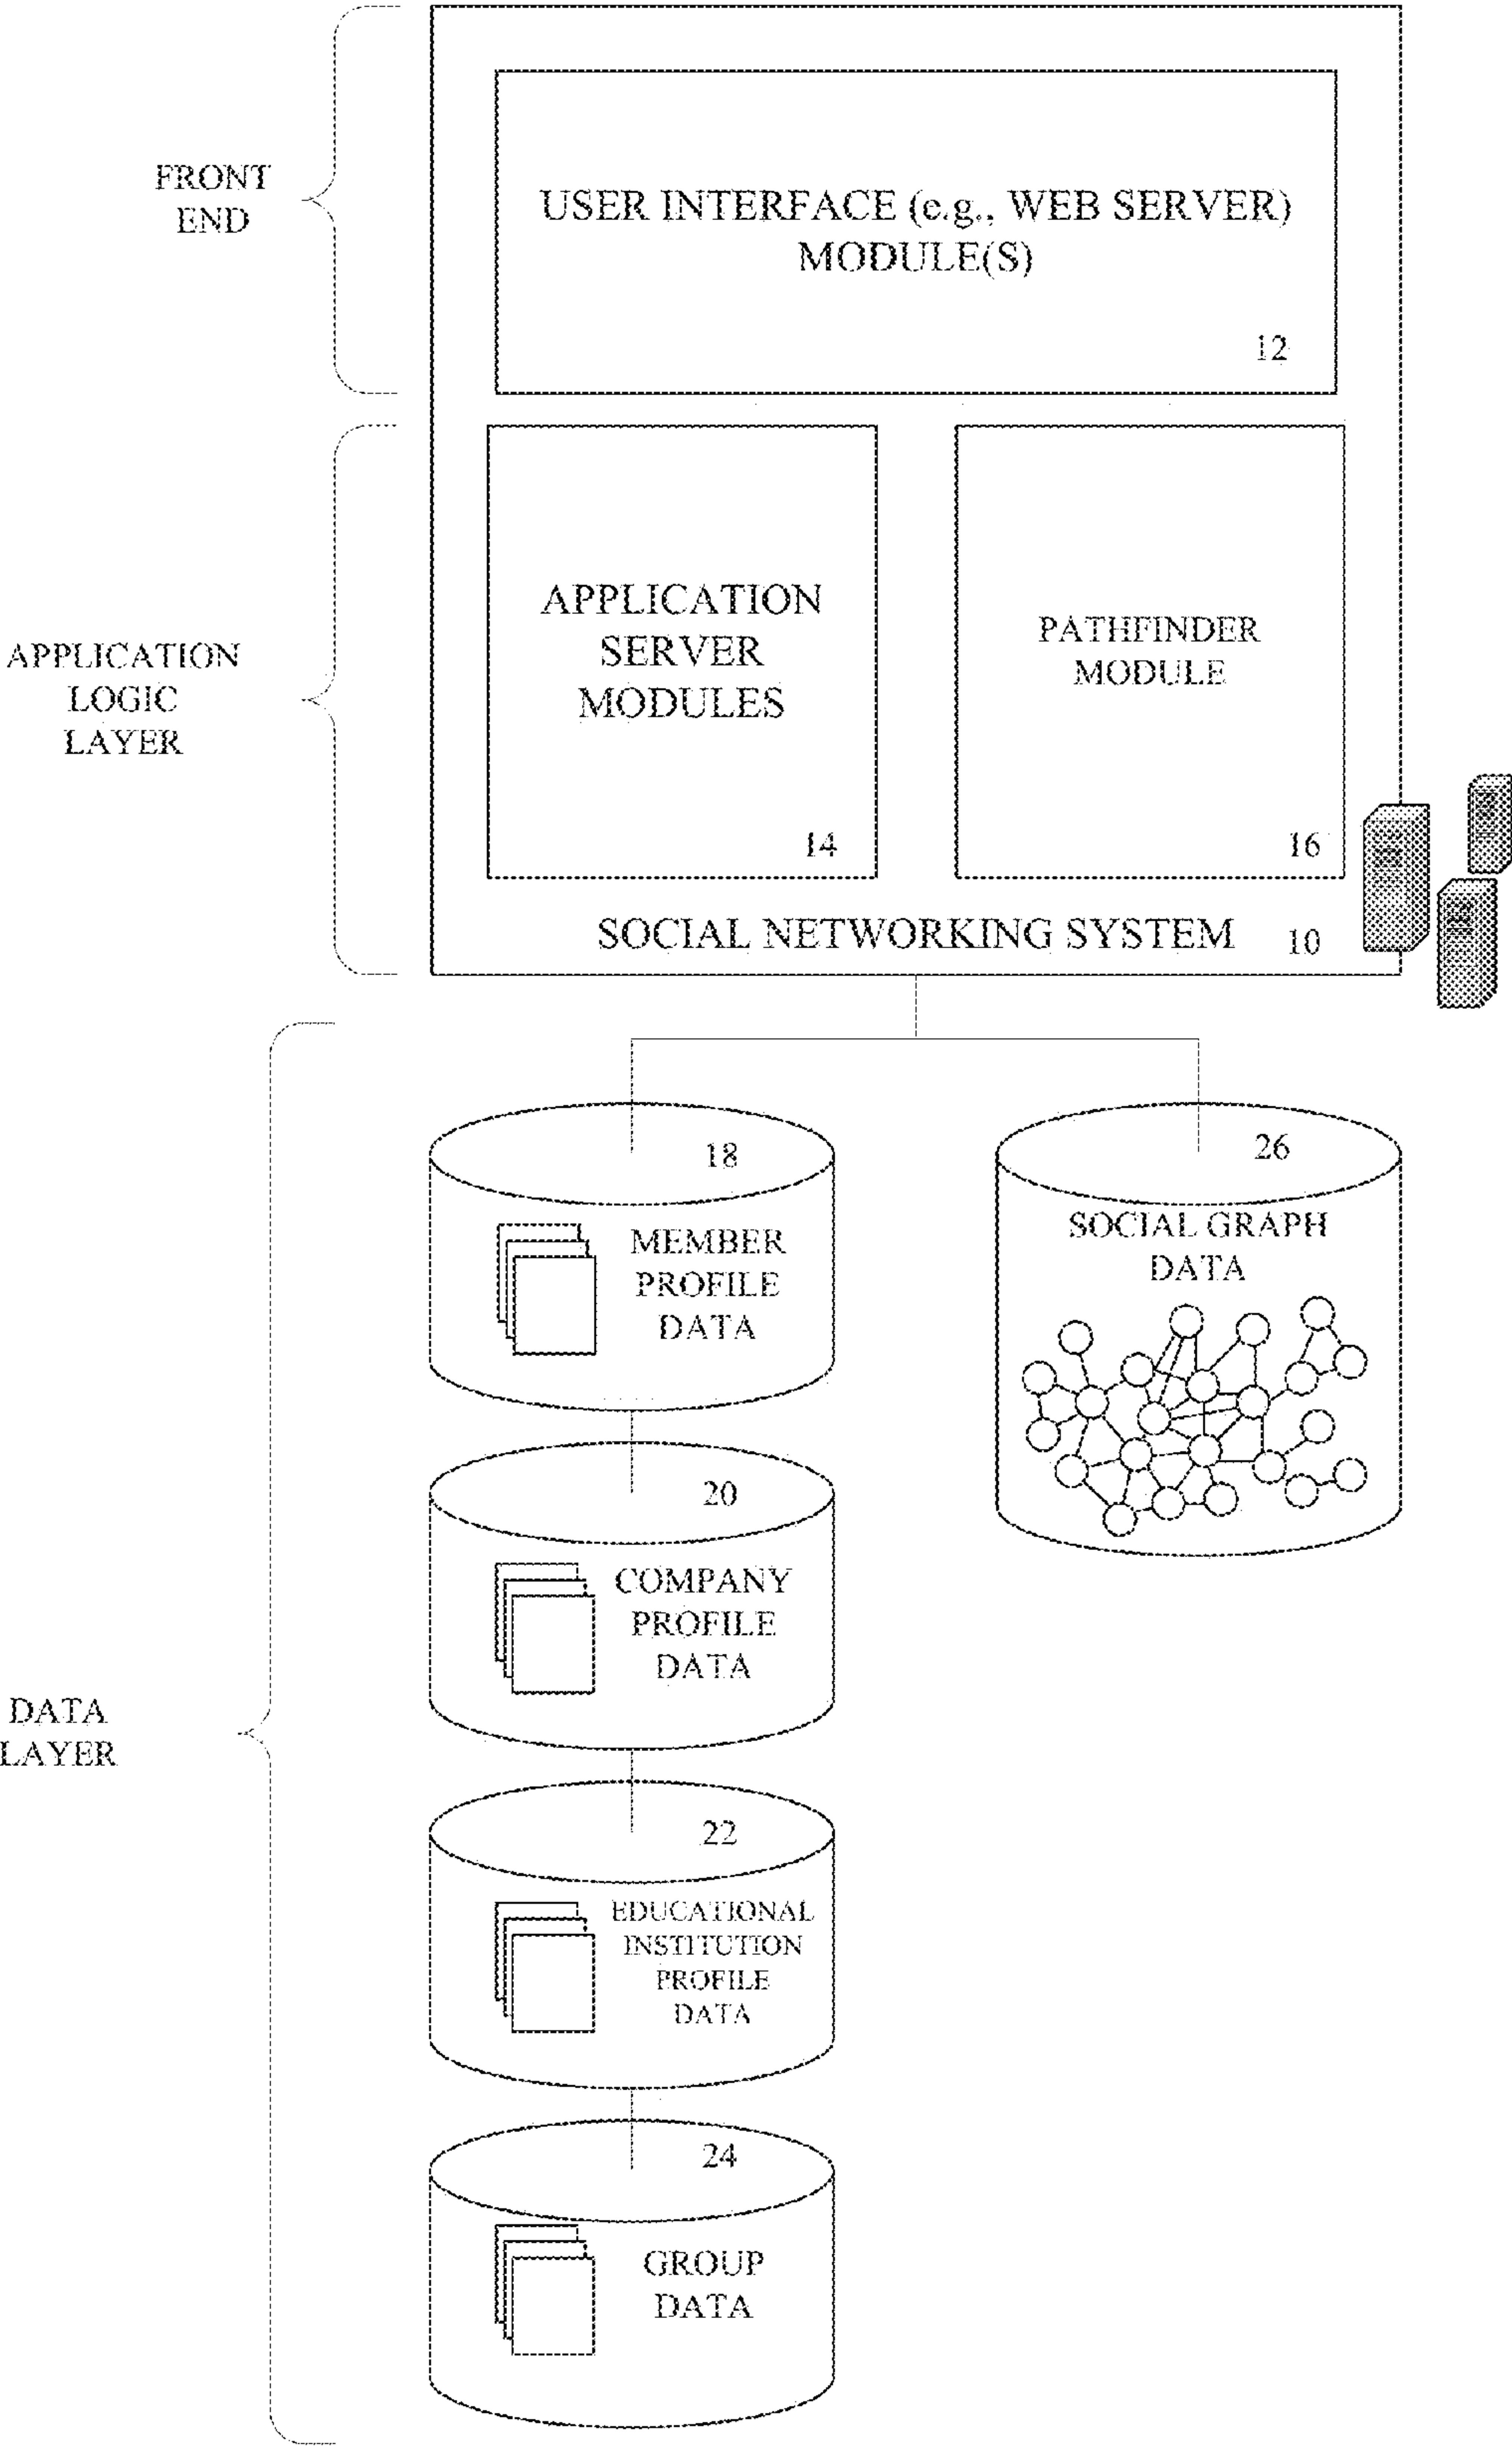 FRONT
END
USER INTERFACE (e.g., WEB SERVER)
MODULE(S)
12
APPLICATION
LOGIC
LAYER
APPLICATION
SERVER
MODULES
14
PATHFINDER
MODULE
16
SOCIAL NETWORKING SYSTEM 10
DATA
LAYER
18
MEMBER
PROFILE
DATA
26
SOCIAL GRAPH
DATA
20
COMPANY
PROFILE
DATA
22
EDUCATIONAL
INSTITUTION
PROFILE
DATA
24
GROUP
DATA